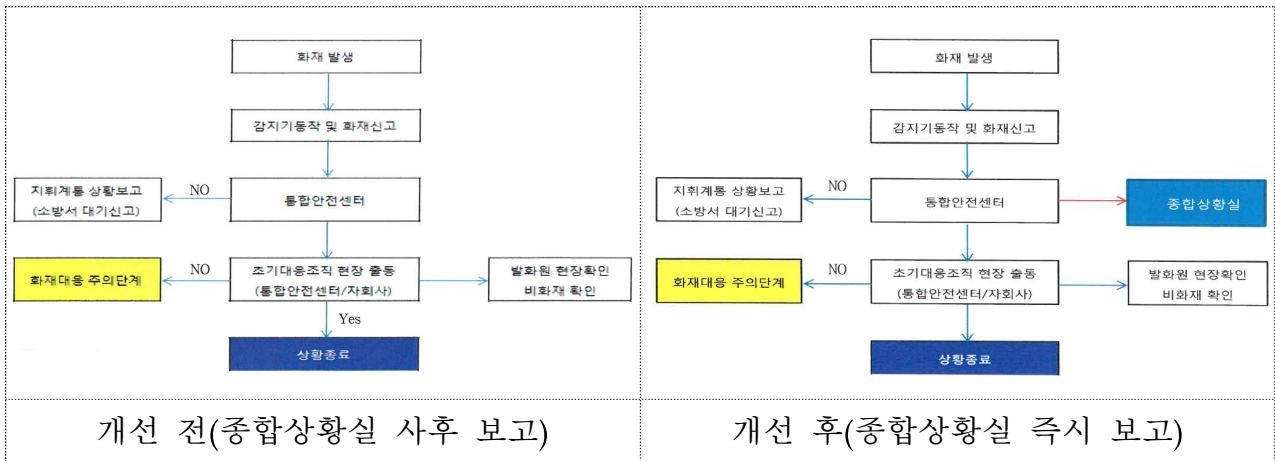 화재 발생
감지기동작 및 화재신고
지휘계통 상황보고
(소방서 대기신고)
NO
통합안전센터
화재대응 주의단계
NO
초기대응조직 현장 출동
(통합안전센터/자회사)
발화원 현장확인
비화재 확인
Yes
상황종료
개선 전(종합상황실 사후 보고)
화재 발생
감지기동작 및 화재신고
지휘계통 상황보고
(소방서 대기신고)
NO
통합안전센터
종합상황실
화재대응 주의단계
NO
초기대응조직 현장 출동
(통합안전센터/자회사)
발화원 현장확인
비화재 확인
상황종료
개선 후(종합상황실 즉시 보고)